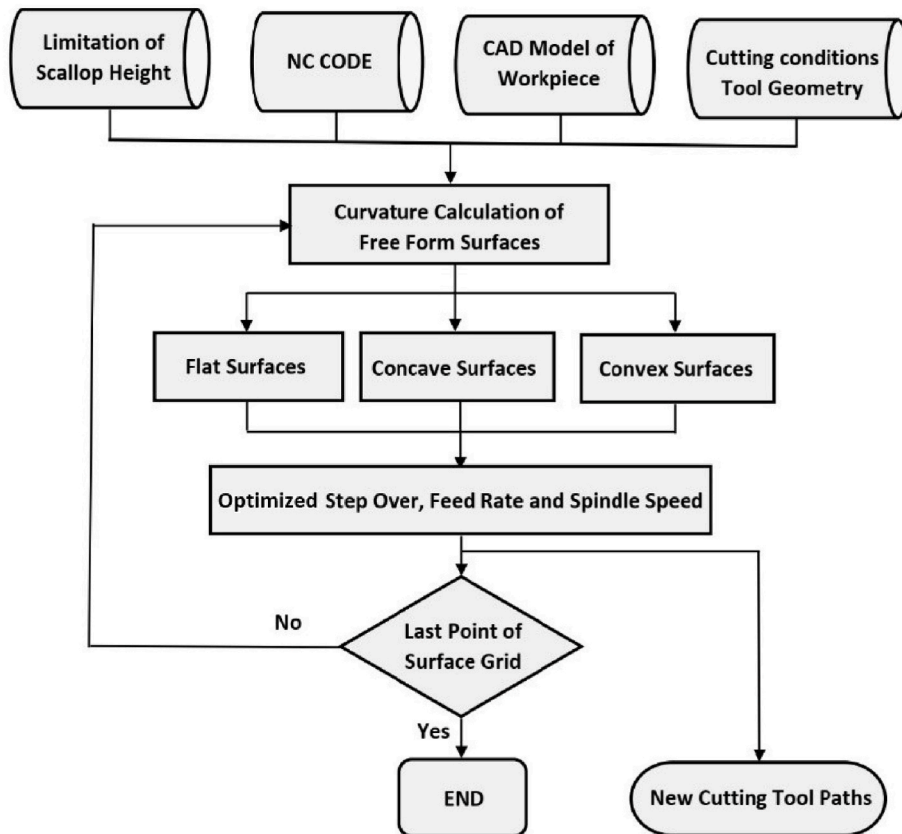 Limitation of
Scallop Height
NC CODE
CAD Model of
Workpiece
Cutting conditions
Tool Geometry
Curvature Calculation of
Free Form Surfaces
Flat Surfaces
Concave Surfaces
Convex Surfaces
Optimized Step Over, Feed Rate and Spindle Speed
No
Last Point of
Surface Grid
Yes
END
New Cutting Tool Paths